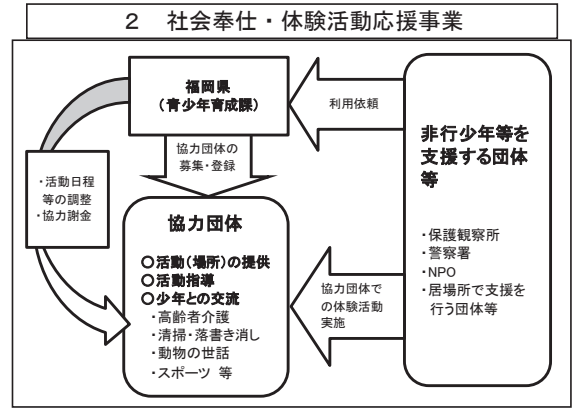 ２　社会奉仕・体験活動応援事業
福岡県
（青少年育成課）
利用依頼
非行少年等を
支援する団体
等
・保護観察所
・警察署
・NPO
・居場所で支援を
行う団体等
協力団体の
募集・登録
・活動日程
等の調整
・協力謝金
協力団体
○活動（場所）の提供
○活動指導
○少年との交流
・高齢者介護
・清掃・落書き消し
・動物の世話
・スポーツ 等
協力団体で
の体験活動
実施